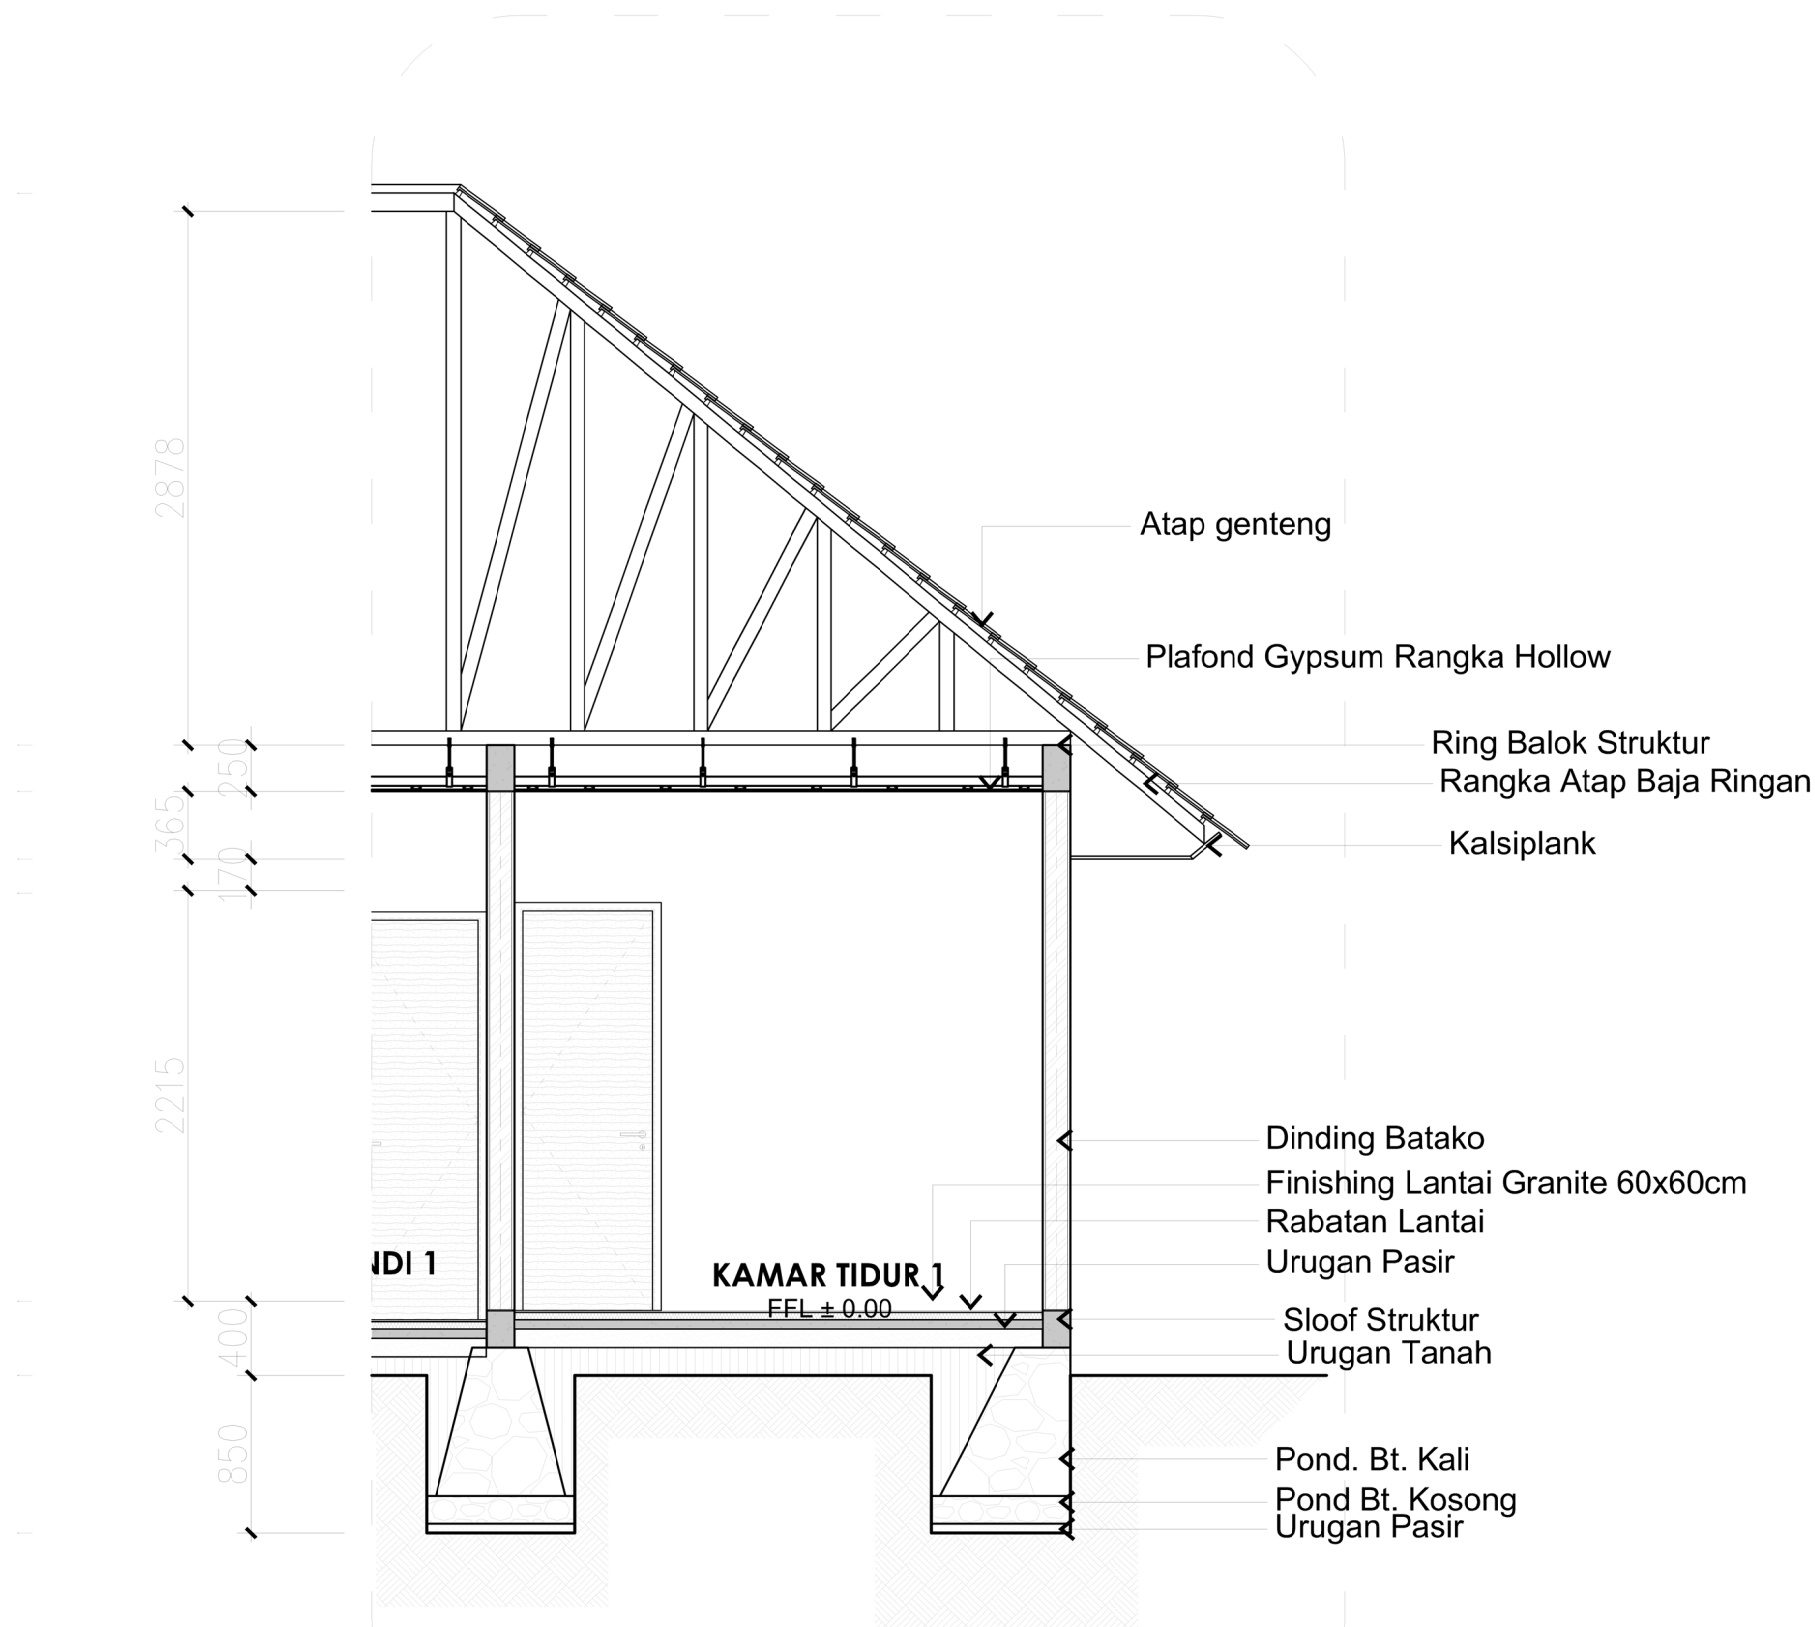 2878
Atap genteng
Plafond Gypsum Rangka Hollow
Ring Balok Struktur
250
Rangka Atap Baja Ringan
365
Kalsiplank
170
2215
Dinding Batako
Finishing Lantai Granite 60x60cm
Rabatan Lantai
NDI 1
Urugan Pasir
KAMAR TIDUR 1
FFL ± 0.00
Sloof Struktur
400
Urugan Tanah
850
Pond. Bt. Kali
Pond Bt. Kosong
Urugan Pasir